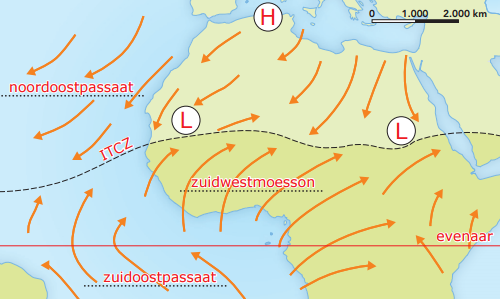 H
0 1.000 2.000 km
noordoostpassaat
L
L
ITCZ
zuidwestmoesson
evenaar
zuidoostpassaat